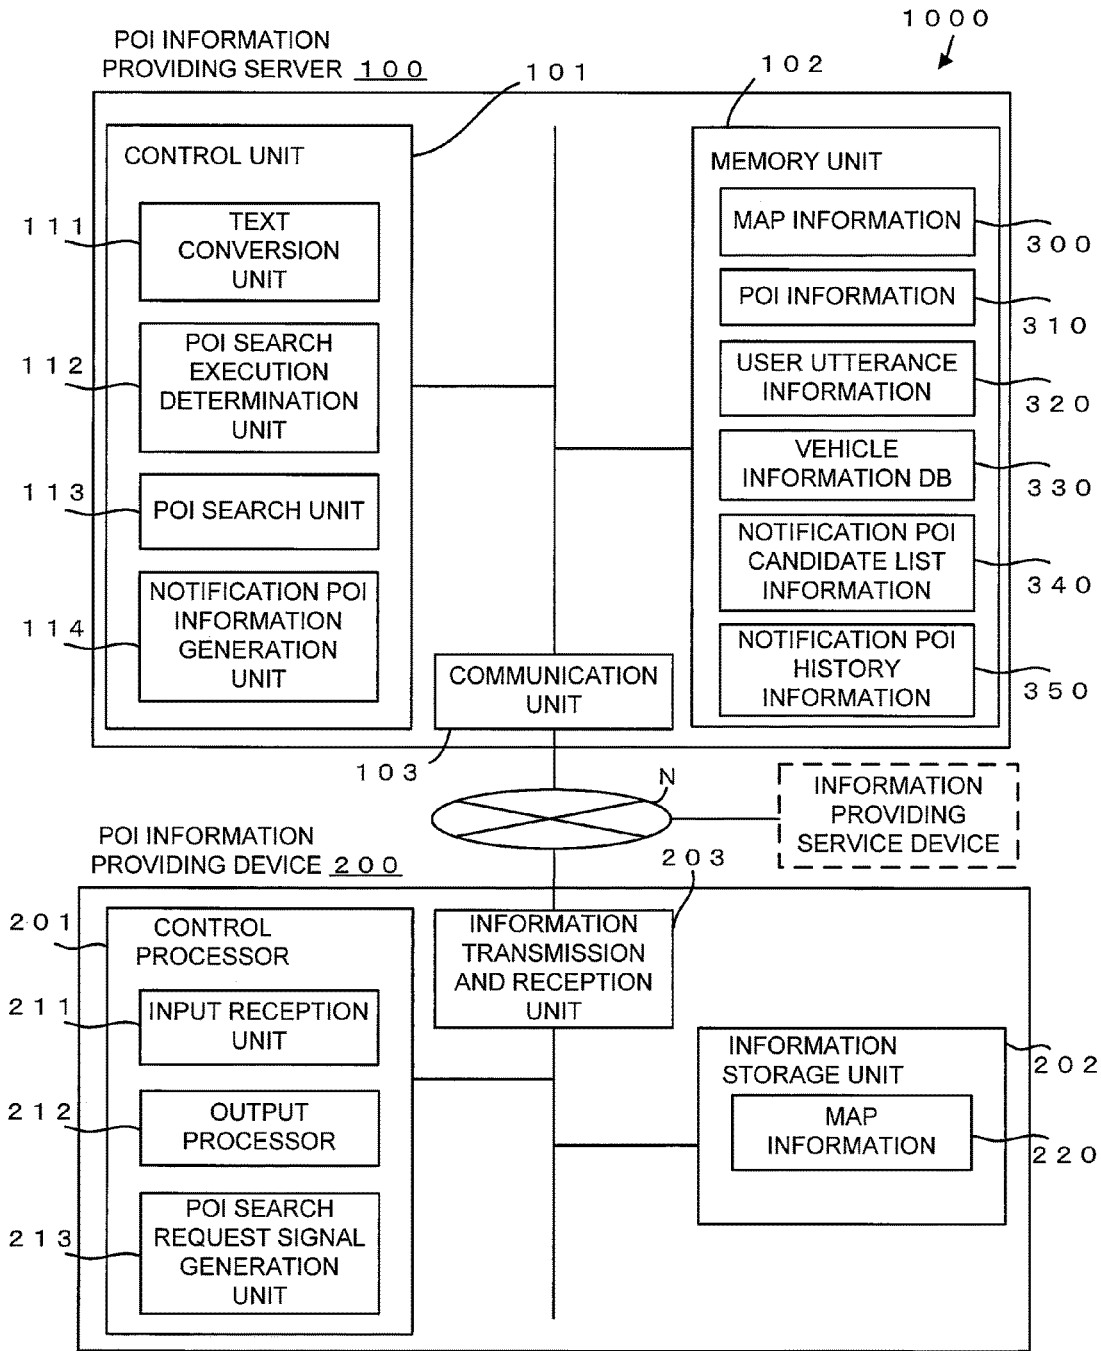 1000
POI INFORMATION
PROVIDING SERVER 100
101
102
CONTROL UNIT
MEMORY UNIT
111
TEXT
CONVERSION
UNIT
MAP INFORMATION
300
POI INFORMATION
310
112
POI SEARCH
EXECUTION
DETERMINATION
UNIT
USER UTTERANCE
INFORMATION
320
VEHICLE
INFORMATION DB
330
113
POI SEARCH UNIT
NOTIFICATION POI
CANDIDATE LIST
INFORMATION
340
114
NOTIFICATION POI
INFORMATION
GENERATION
UNIT
NOTIFICATION POI
HISTORY
INFORMATION
350
COMMUNICATION
UNIT
103
N
INFORMATION
PROVIDING
SERVICE DEVICE
POI INFORMATION
PROVIDING DEVICE 200
203
201
CONTROL
PROCESSOR
INFORMATION
TRANSMISSION
AND RECEPTION
UNIT
211
INPUT RECEPTION
UNIT
INFORMATION
STORAGE UNIT
202
212
OUTPUT
PROCESSOR
MAP
INFORMATION
220
213
POI SEARCH
REQUEST SIGNAL
GENERATION
UNIT